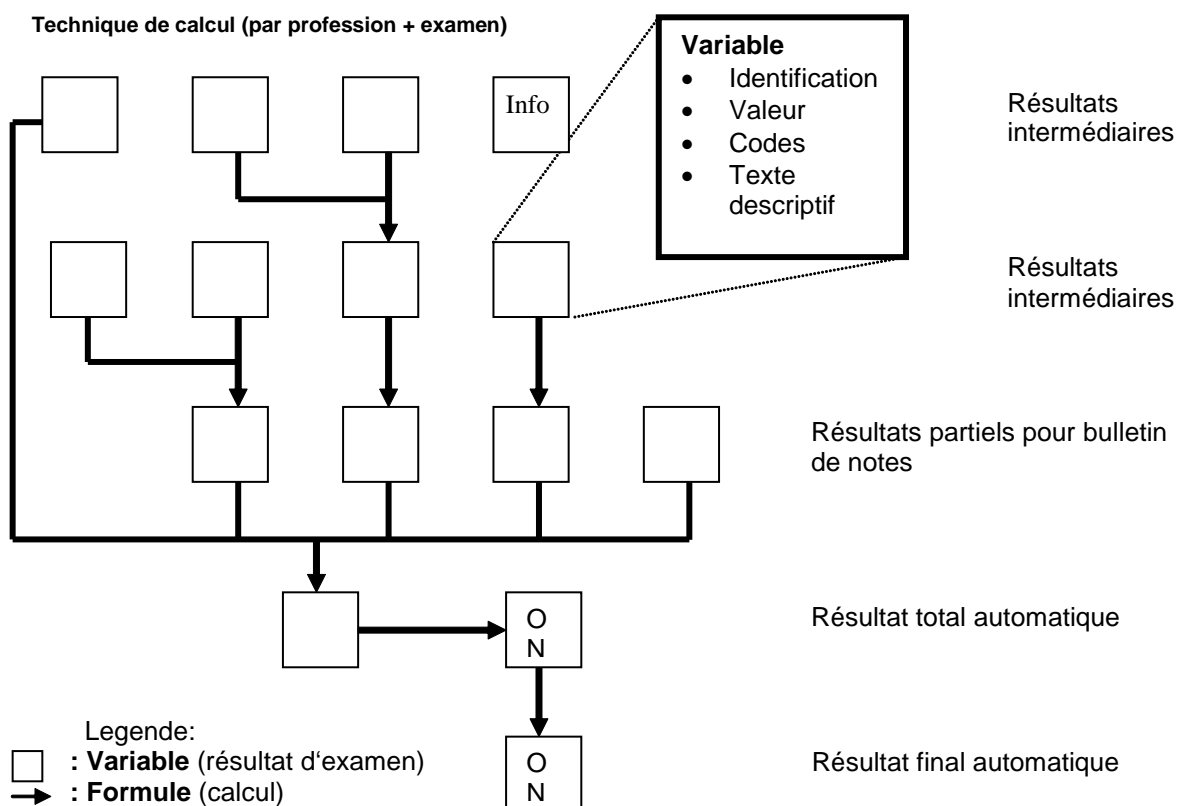 Technique de calcul (par profession + examen)
Info
Variable
• Identification
• Valeur
• Codes
• Texte
descriptif
Résultats
intermédiaires
Résultats
intermédiaires
Résultats partiels pour bulletin
de notes
O
N
Résultat total automatique
Legende:
: Variable (résultat d‘examen)
: Formule (calcul)
O
N
Résultat final automatique